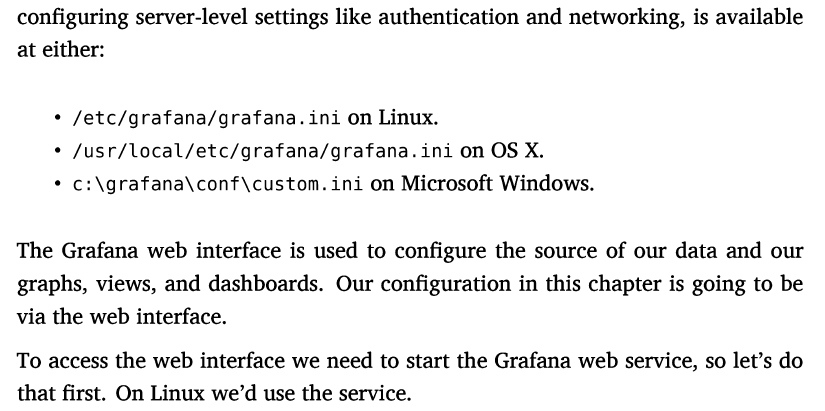 configuring server-level settings like authentication and networking, is available
at either:
• /etc/grafana/grafana.ini on Linux.
• /usr/local/etc/grafana/grafana.ini on OS X.
• c:\grafana\conf\custom.ini on Microsoft Windows.
The Grafana web interface is used to configure the source of our data and our
graphs, views, and dashboards. Our configuration in this chapter is going to be
via the web interface.
To access the web interface we need to start the Grafana web service, so let’s do
that first. On Linux we’d use the service.